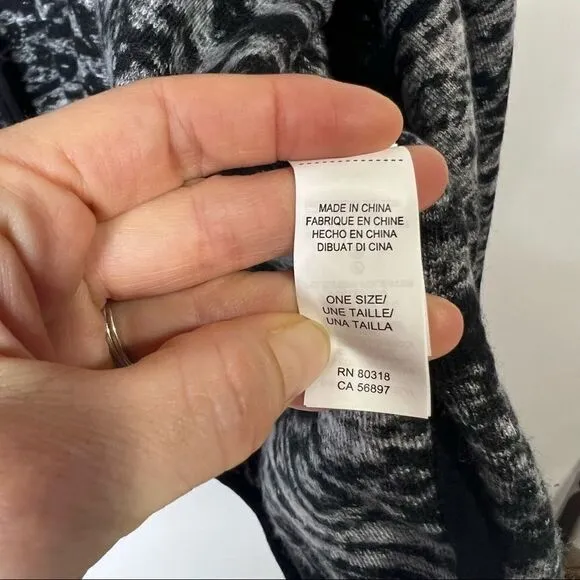 MADE IN CHINA
FABRIQUE EN CHINE
HECHO EN CHINA
DIBUAT DI CINA
ONE SIZE/
UNE TAILLE/
UNA TAILLA
RN 80318
CA 56897